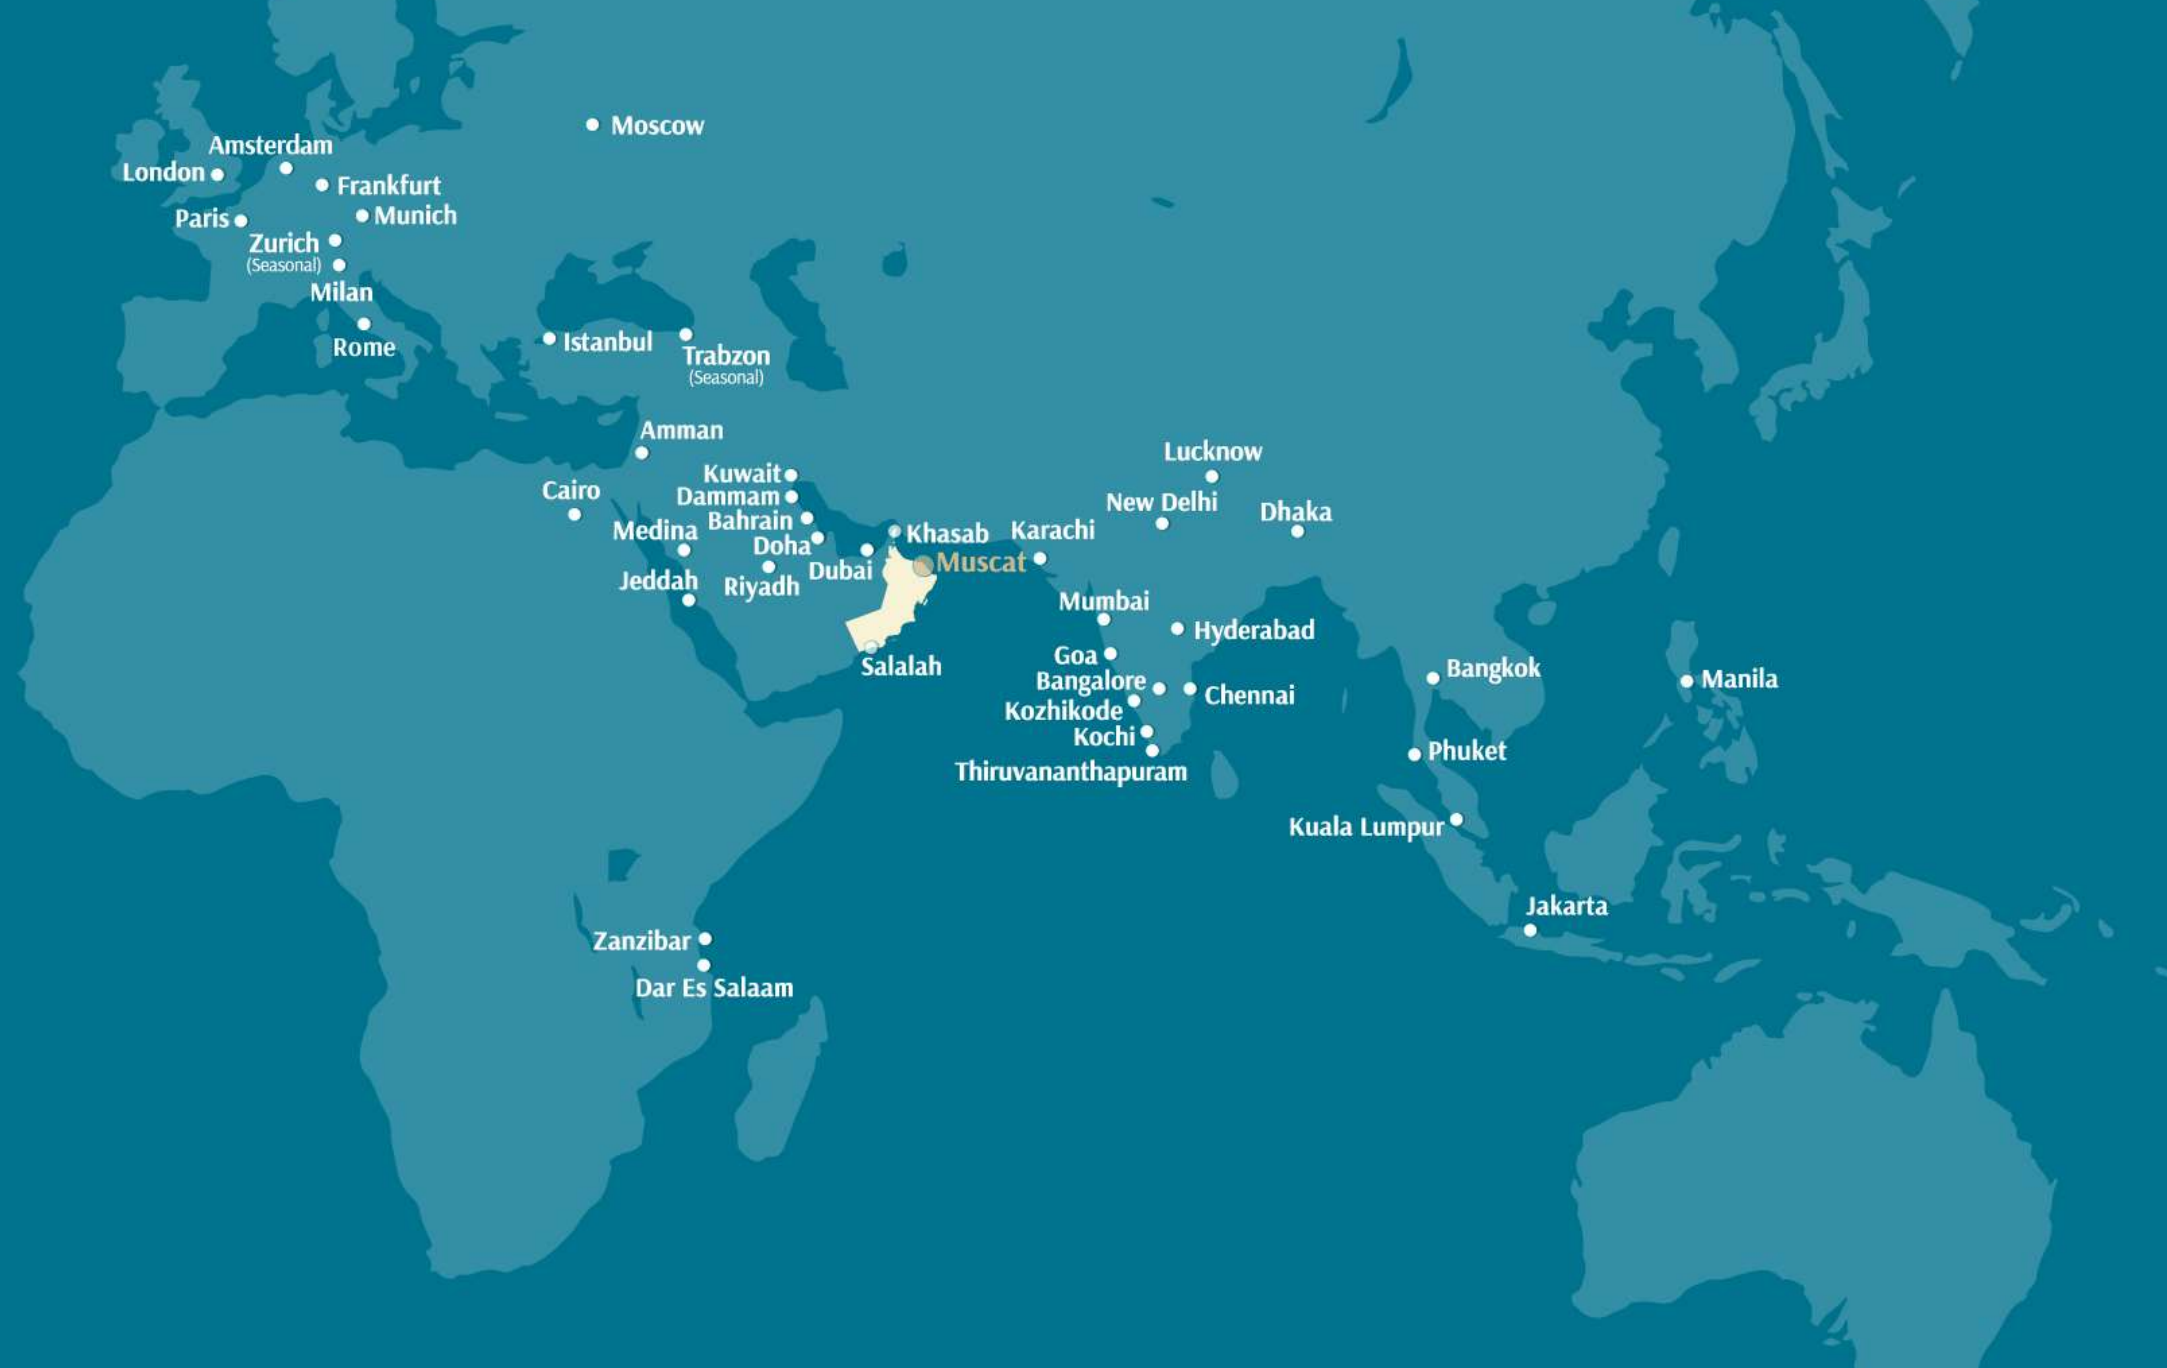 Moscow
Amsterdam
London
Frankfurt
Paris
Munich
Zurich
(Seasonal)
Milan
Rome
Istanbul
Trabzon
(Seasonal)
Amman
Kuwait
Dammam
Cairo
Bahrain
Medina
Doha
Khasab
Muscat
Dubai
Jeddah
Riyadh
Salalah
Karachi
Lucknow
New Delhi
Dhaka
Mumbai
Hyderabad
Goa
Bangalore
Chennai
Kozhikode
Kochi
Thiruvananthapuram
Bangkok
Manila
Phuket
Kuala Lumpur
Jakarta
Zanzibar
Dar Es Salaam